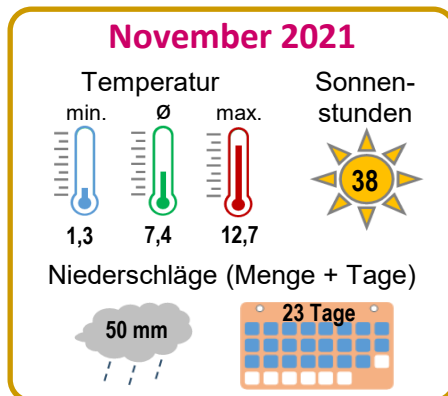 November 2021
Temperatur
Sonnen-
stunden
min. Ø max.
38
1,3 7,4 12,7
Niederschläge (Menge + Tage)
50 mm
23 Tage